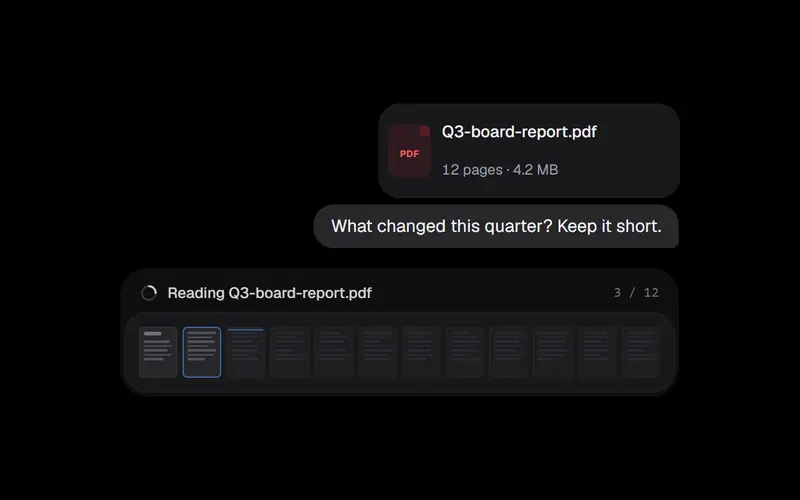 Q3-board-report.pdf
PDF
12 pages · 4.2 MB
What changed this quarter? Keep it short.
Reading Q3-board-report.pdf
3 / 12